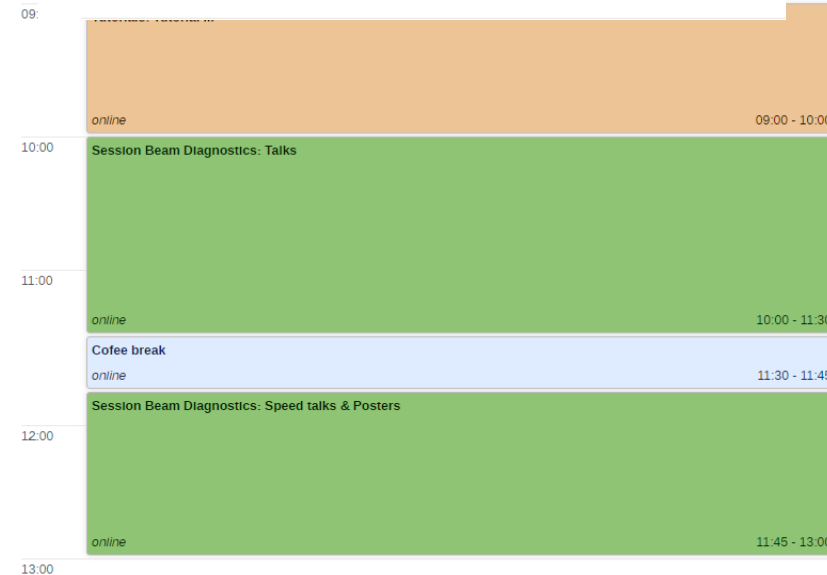 09:
online
09:00 - 10:00
10:00
Session Beam Diagnostics: Talks
11:00
online
10:00 - 11:30
Cofee break
online
11:30 - 11:45
Session Beam Diagnostics: Speed talks & Posters
12:00
online
11:45 - 13:00
13:00